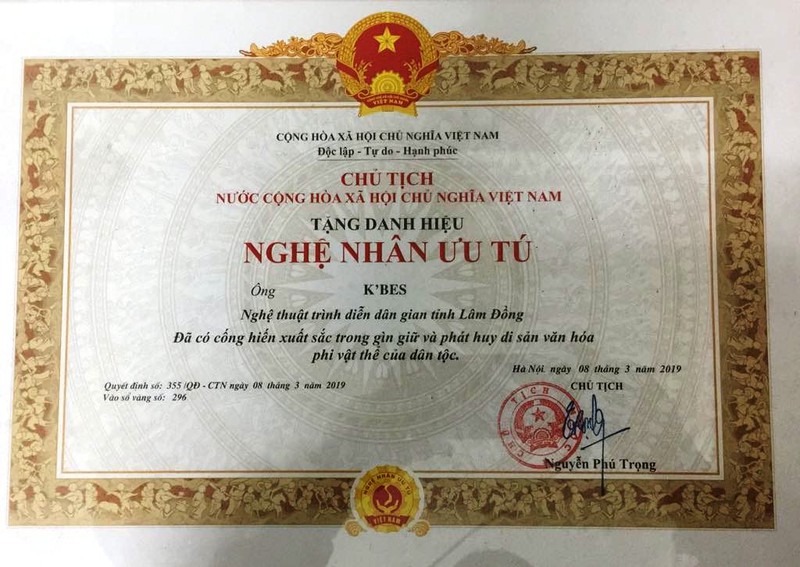 VIỆT NAM
CỘNG HÒA XÃ HỘI CHỦ NGHĨA VIỆT NAM
Độc lập - Tự do - Hạnh phúc
CHỦ TỊCH
NƯỚC CỘNG HÒA XÃ HỘI CHỦ NGHĨA VIỆT NAM
TẶNG DANH HIỆU
NGHỆ NHÂN ƯU TÚ
Ông K'BES
Nghệ thuật trình diễn dân gian tỉnh Lâm Đồng
Đã có cống hiến xuất sắc trong gìn giữ và phát huy di sản văn hóa
phi vật thể của dân tộc.
Hà Nội, ngày 08 tháng 3 năm 2019
Quyết định số: 355 /QĐ - CTN ngày 08 tháng 3 năm 2019
CHỦ TỊCH
Vào sổ vàng số: 296
Nguyễn Phú Trọng
NGHỆ NHÂN ƯU TÚ
VIỆT NAM